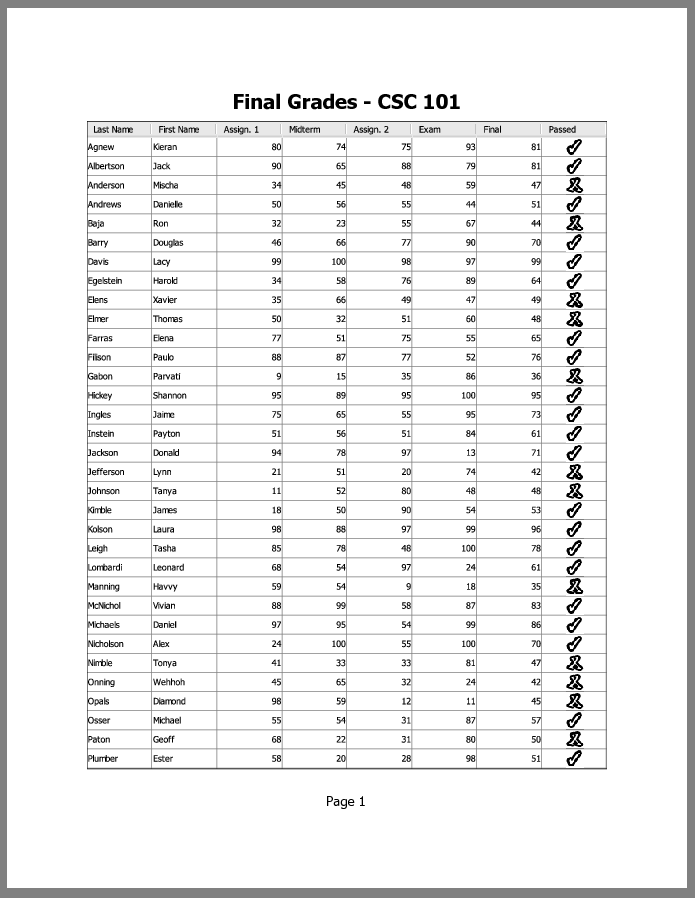 Final Grades - CSC 101
Last Name First Name Assign. 1 Midterm Assign. 2 Exam Final Passed
Agnew Kieran 80 74 75 93 81
Albertson Jack 90 65 88 79 81
Anderson Mischa 34 45 48 59 47
Andrews Danielle 50 56 55 44 51
Baja Ron 32 23 55 67 44
Barry Douglas 46 66 77 90 70
Davis Lacy 99 100 98 97 99
Egelstein Harold 34 58 76 89 64
Elens Xavier 35 66 49 47 49
Elmer Thomas 50 32 51 60 48
Farras Elena 77 51 75 55 65
Filison Paulo 88 87 77 52 76
Gabon Parvati 9 15 35 86 36
Hickey Shannon 95 89 95 100 95
Ingles Jaime 75 65 55 95 73
Instein Payton 51 56 51 84 61
Jackson Donald 94 78 97 13 71
Jefferson Lynn 21 51 20 74 42
Johnson Tanya 11 52 80 48 48
Kimble James 18 50 90 54 53
Kolson Laura 98 88 97 99 96
Leigh Tasha 85 78 48 100 78
Lombardi Leonard 68 54 97 24 61
Manning Havvy 59 54 9 18 35
McNichol Vivian 88 99 58 87 83
Michaels Daniel 97 95 54 99 86
Nicholson Alex 24 100 55 100 70
Nimble Tonya 41 33 33 81 47
Onning Wehhoh 45 65 32 24 42
Opals Diamond 98 59 12 11 45
Osser Michael 55 54 31 87 57
Paton Geoff 68 22 31 80 50
Plumber Ester 58 20 28 98 51
Page 1